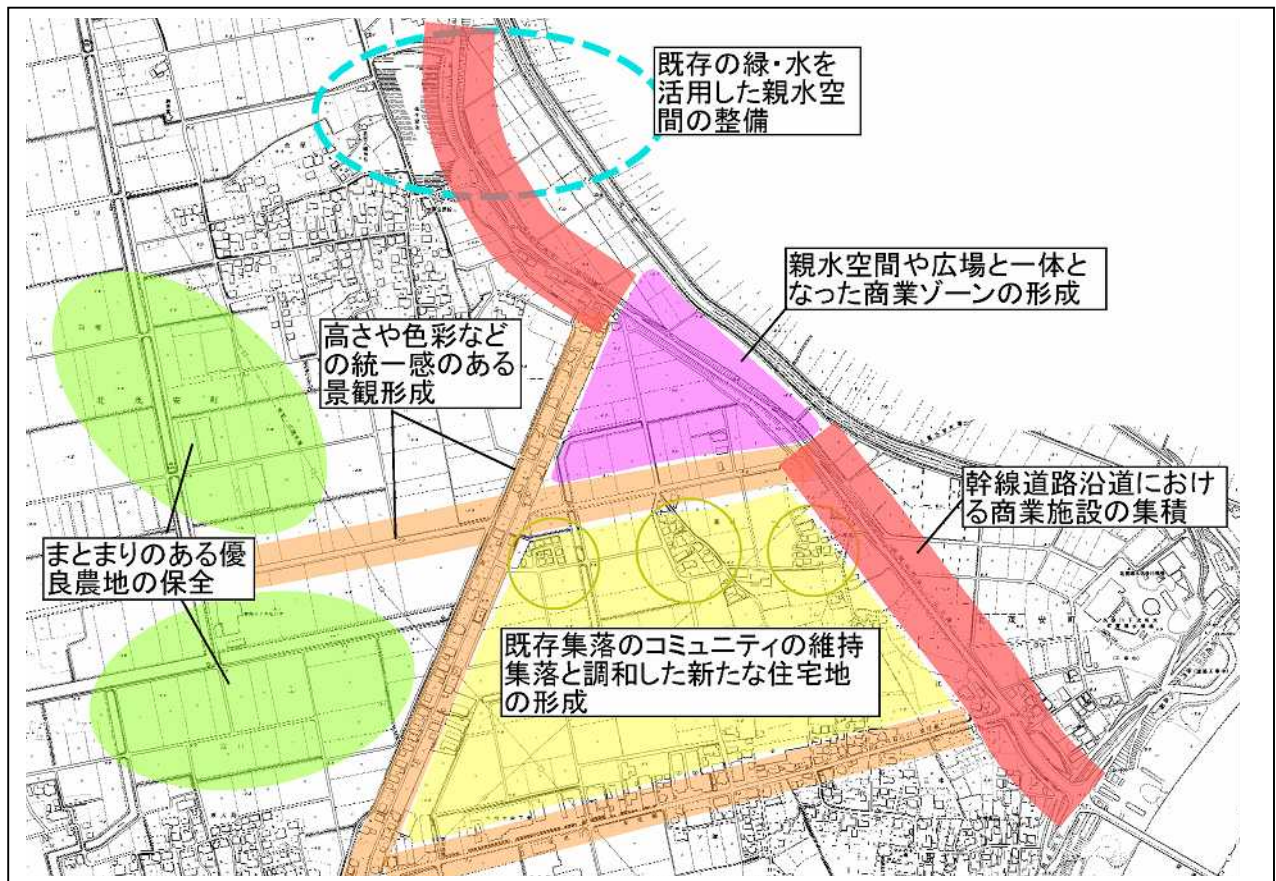 既存の緑・水を
活用した親水空
間の整備
親水空間や広場と一体と
なった商業ゾーンの形成
高さや色彩など
の統一感のある
景観形成
幹線道路沿道におけ
る商業施設の集積
まとまりのある優
良農地の保全
既存集落のコミュニティの維持
集落と調和した新たな住宅地
の形成
北茂安町